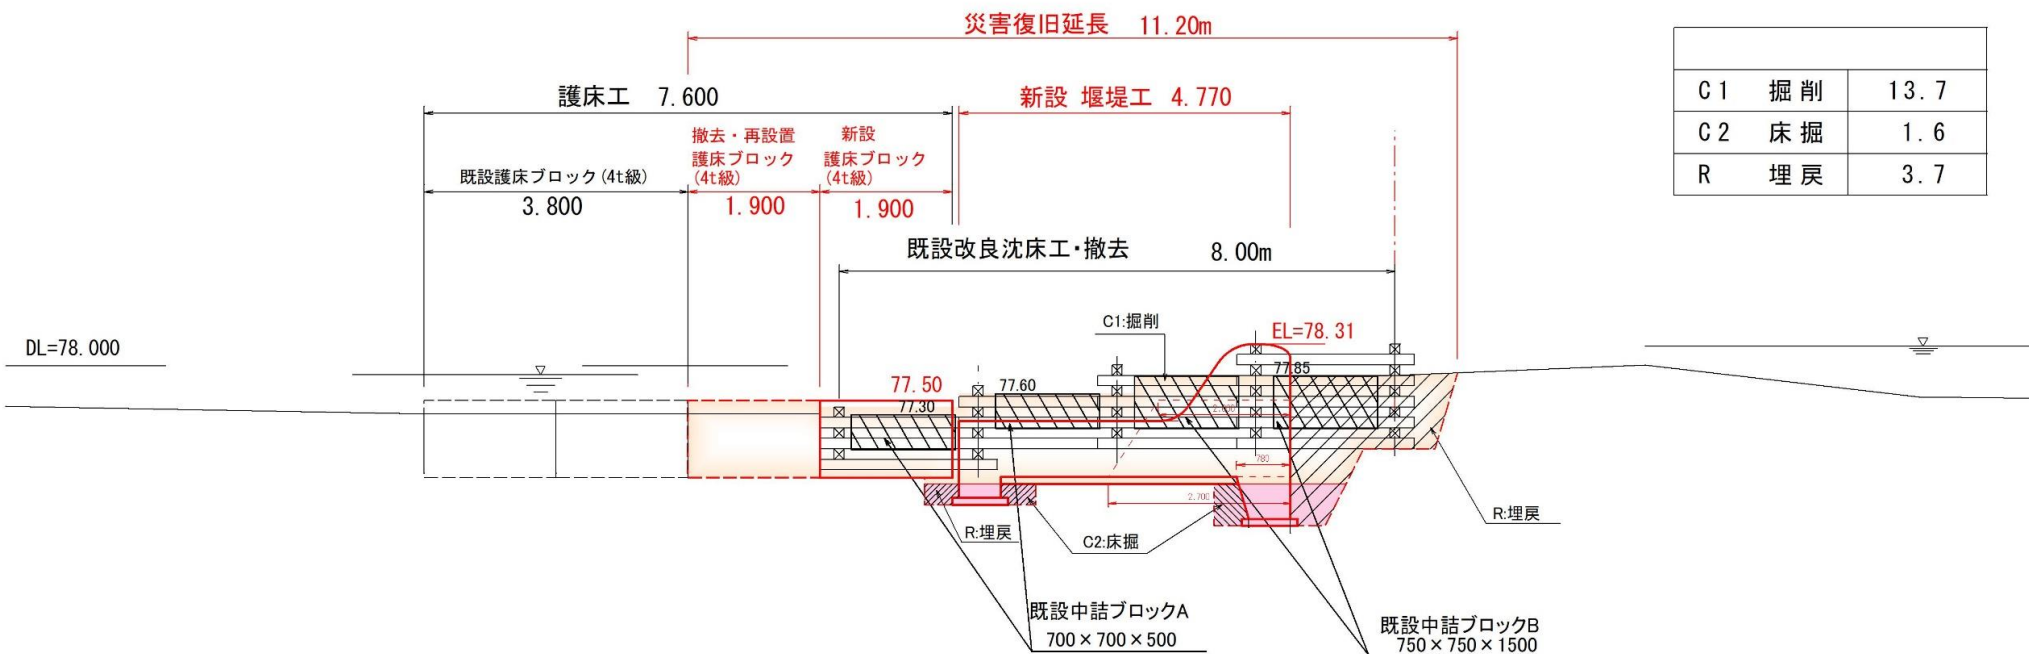 災害復旧延長 11.20m
護床工 7.600
新設 堰堤工 4.770
撤去・再設置
護床ブロック
(4t級)
1.900
新設
護床ブロック
(4t級)
1.900
既設護床ブロック(4t級)
3.800
既設改良沈床工・撤去 8.00m
C1 掘削 13.7
C2 床掘 1.6
R 埋戻 3.7
DL=78.000
C1:掘削
EL=78.31
77.50
77.30
77.60
77.85
2.000
780
2.700
R:埋戻
C2:床掘
R:埋戻
既設中詰ブロックA
700×700×500
既設中詰ブロックB
750×750×1500